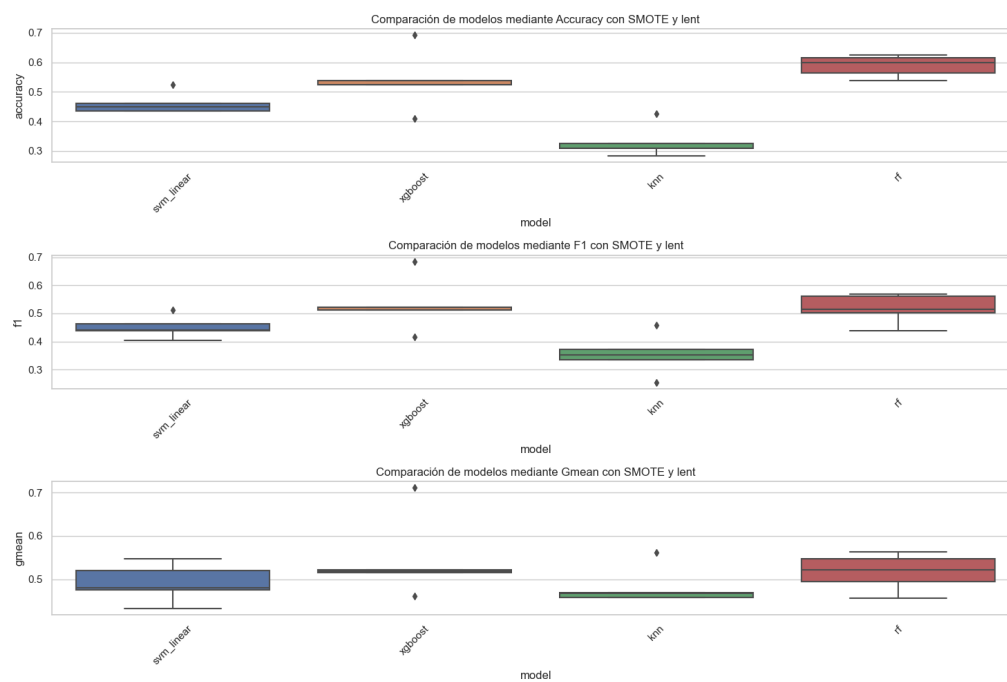 Comparación de modelos mediante Accuracy con SMOTE y lent
0.7
0.6
0.5
0.4
0.3
accuracy
svm_linear
xgboost
knn
rf
model
Comparación de modelos mediante F1 con SMOTE y lent
0.7
0.6
0.5
0.4
0.3
f1
svm_linear
xgboost
knn
rf
model
Comparación de modelos mediante Gmean con SMOTE y lent
0.7
0.6
0.5
gmean
svm_linear
xgboost
knn
rf
model